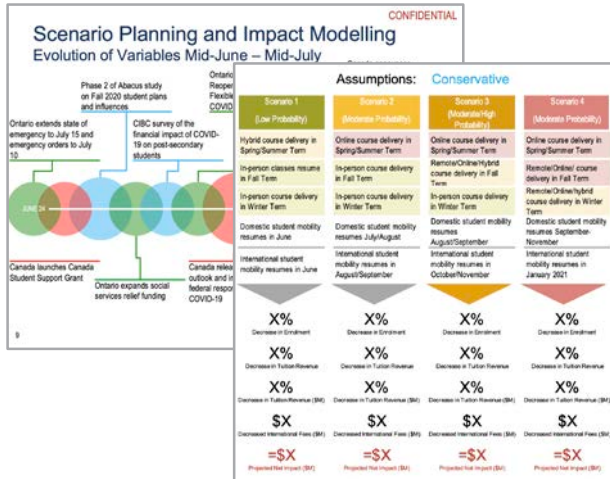 CONFIDENTIAL
Scenario Planning and Impact Modelling
Evolution of Variables Mid-June – Mid-July
Phase 2 of Abacus study
on Fall 2020 student plans
and influences
Ontario
Reope
Flexible
COVID
Ontario extends state of
emergency to July 15 and
emergency orders to July
10
CIBC survey of the
financial impact of COVID-
19 on post-secondary
students
JUNE 24
Canada launches Canada
Student Support Grant
Ontario expands social
services relief funding
Canada relea
outlook and in
federal respor
COVID-19
9
Assumptions: Conservative
Scenario 1
(Low Probability)
Hybrid course delivery in
Spring/Summer Term
In-person classes resume
in Fall Term
In-person course delivery
in Winter Term
Domestic student mobility
resumes in June
International student
mobility resumes in June
X%
Decrease in Enrolment
X%
Decrease in Tuition Revenue
X%
Decrease in Tuition Revenue ($M)
$X
Decreased International Fees ($M)
=$X
Projected Net Impact ($M)
Scenario 2
(Moderate Probability)
Online course delivery in
Spring/Summer Term
In-person course delivery
in Fall Term
In-person course delivery
in Winter Term
Domestic student mobility
resumes July/August
International student
mobility resumes in
August/September
X%
Decrease in Enrolment
X%
Decrease in Tuition Revenue
X%
Decrease in Tuition Revenue ($M)
$X
Decreased International Fees ($M)
=$X
Projected Net Impact ($M)
Scenario 3
(Moderate/High
Probability)
Online course delivery in
Spring/Summer Term
Remote/Online/Hybrid
course delivery in Fall
Term
In-person course delivery
in Winter Term
Domestic student mobility
resumes
August/September
International student
mobility resumes in
October/November
X%
Decrease in Enrolment
X%
Decrease in Tuition Revenue
X%
Decrease in Tuition Revenue ($M)
$X
Decreased International Fees ($M)
=$X
Projected Net Impact ($M)
Scenario 4
(Moderate Probability)
Online course delivery in
Spring/Summer Term
Remote/Online/ course
delivery in Fall Term
Remote/Online/hybrid
course delivery in Winter
Term
Domestic student mobility
resumes September-
November
International student
mobility resumes in
January 2021
X%
Decrease in Enrolment
X%
Decrease in Tuition Revenue
X%
Decrease in Tuition Revenue ($M)
$X
Decreased International Fees ($M)
=$X
Projected Net Impact ($M)